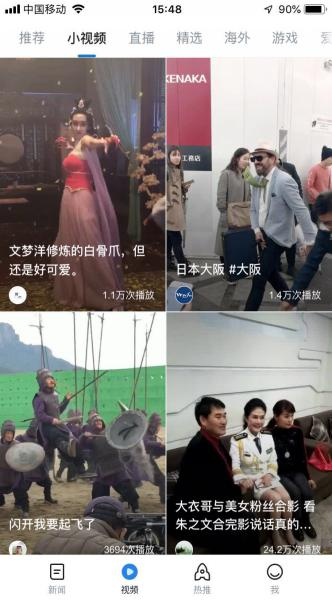 中国移动
15:48
90%
推荐 小视频 直播 精选 海外 游戏
KENAKA
工務店
文梦洋修炼的白骨爪，但
还是好可爱。
1.1万次播放
日本大阪 #大阪
1.4万次播放
闪开我要起飞了
3694次播放
大衣哥与美女粉丝合影 看
朱之文合完影说话真的...
24.2万次播放
新闻 视频 热推 我